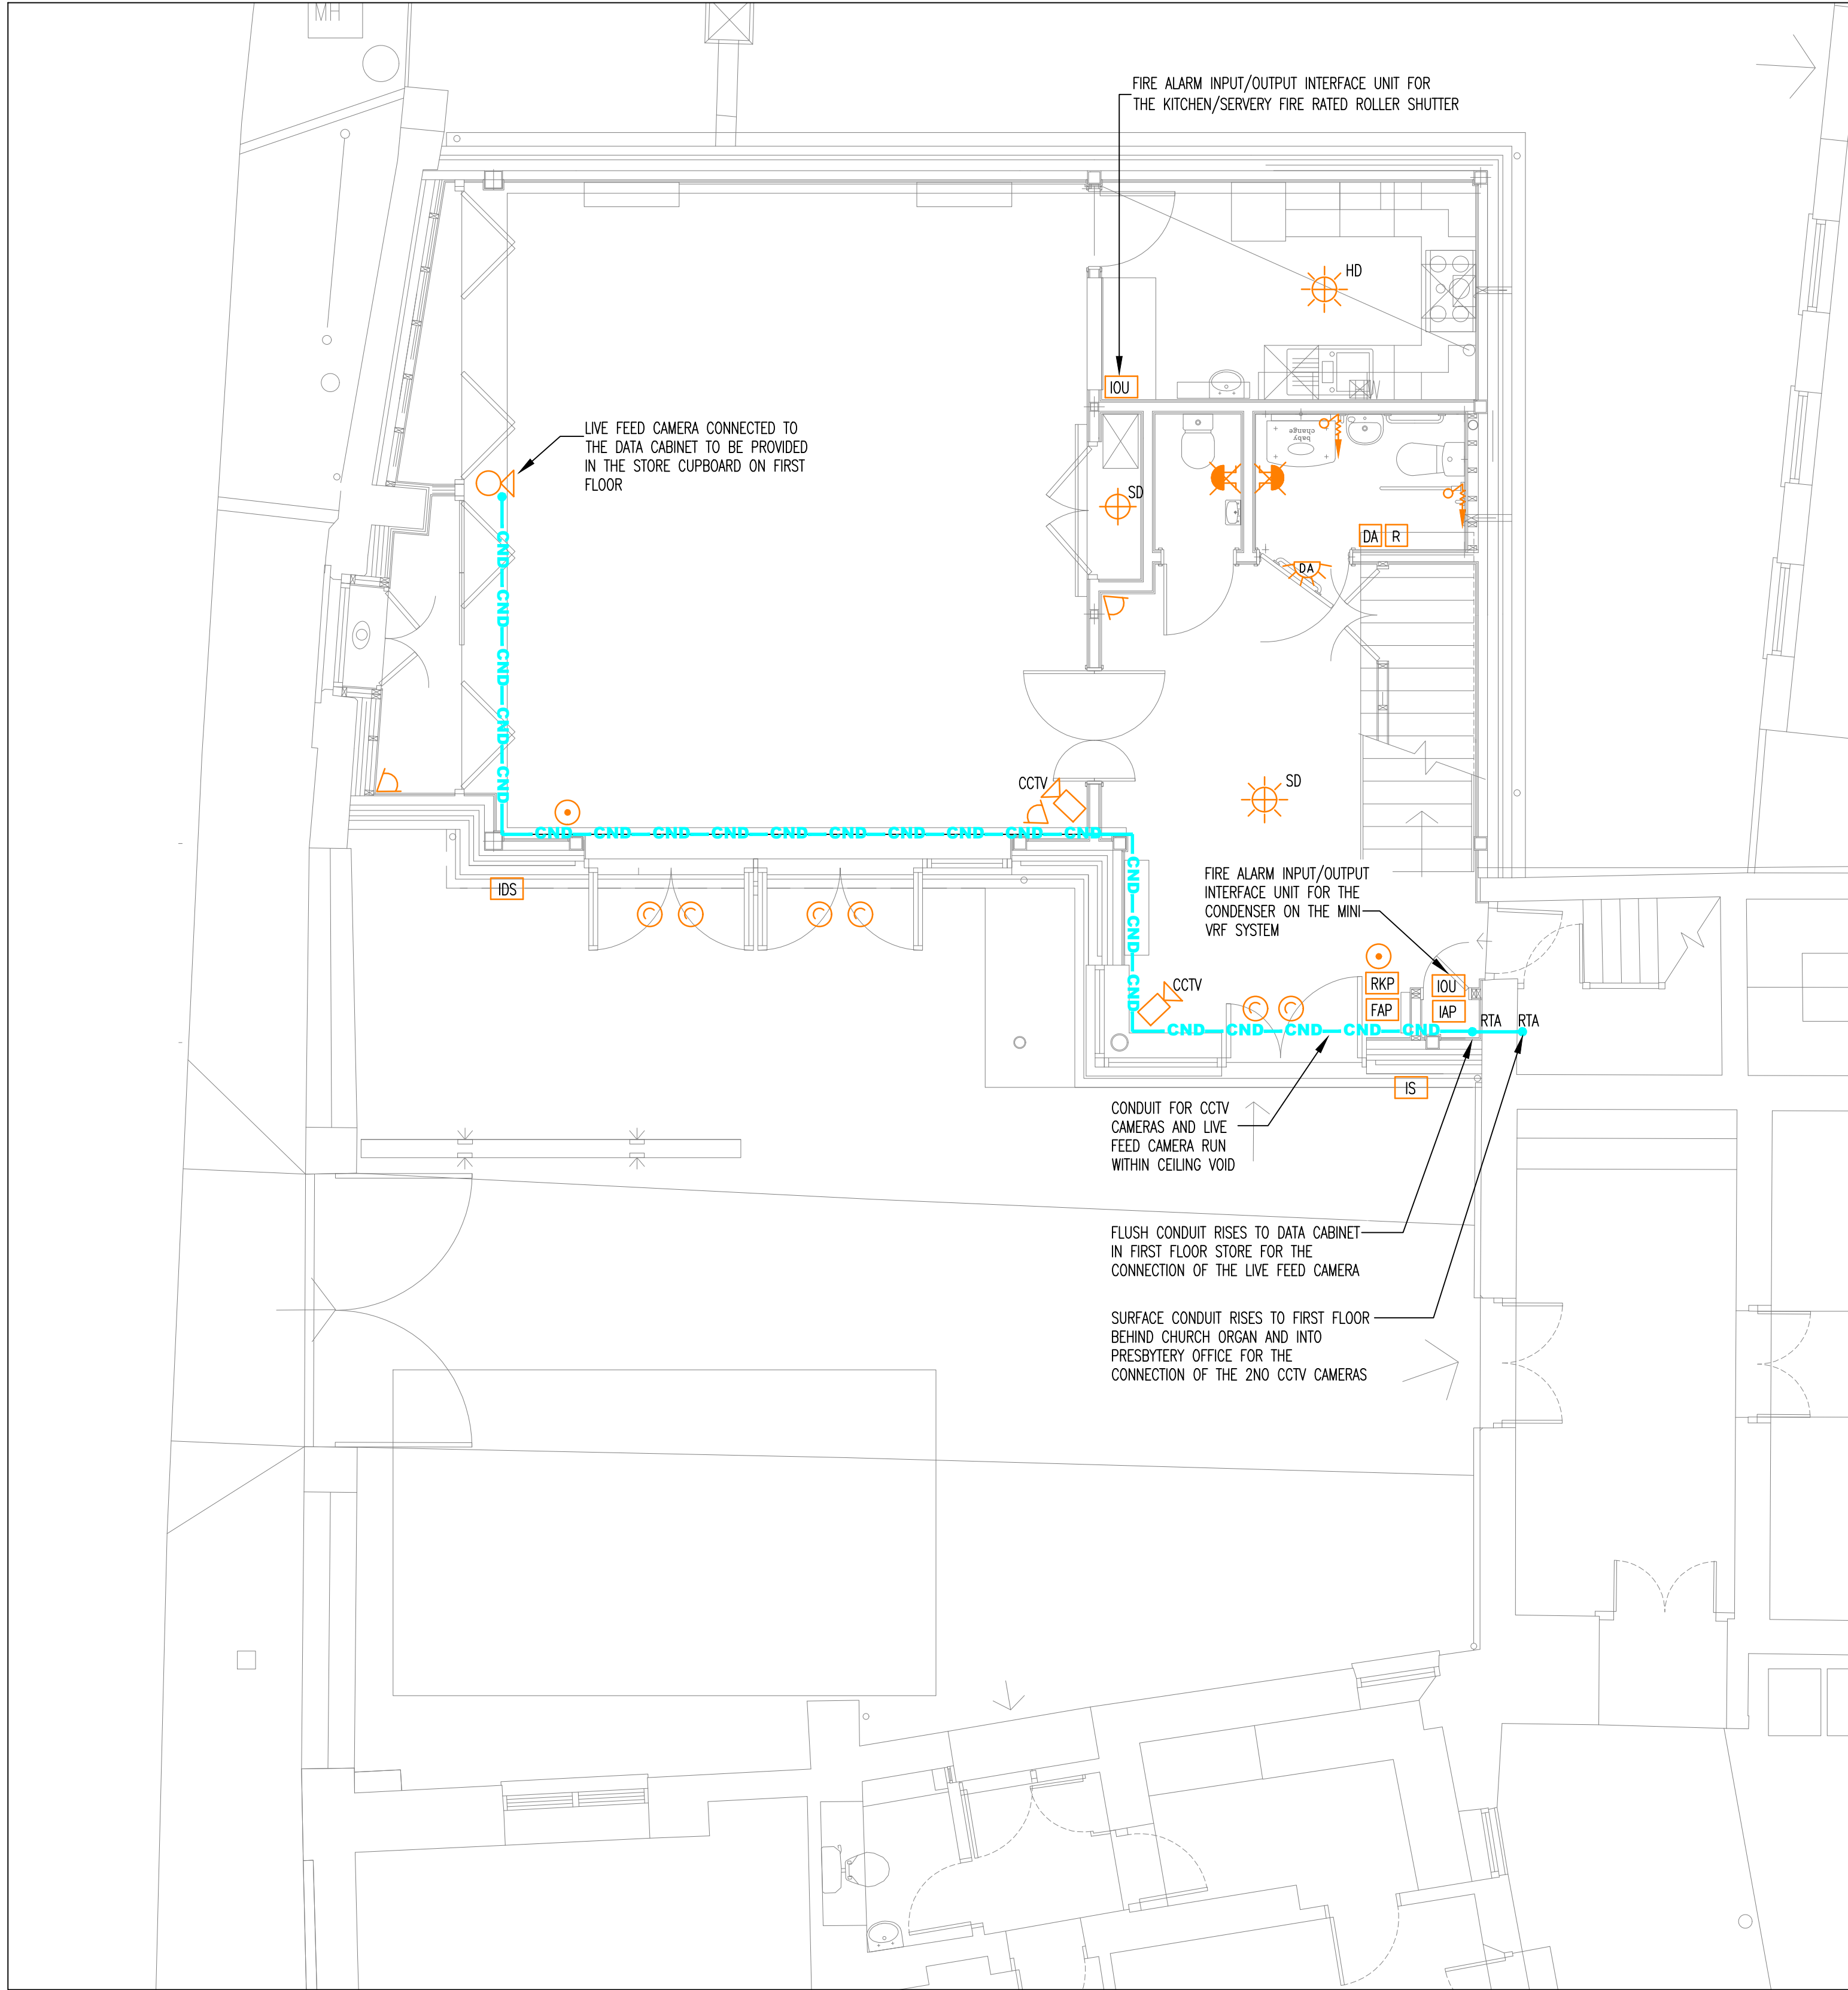 MH
FIRE ALARM INPUT/OUTPUT INTERFACE UNIT FOR
THE KITCHEN/SERVERY FIRE RATED ROLLER SHUTTER
HD
IOU
LIVE FEED CAMERA CONNECTED TO
THE DATA CABINET TO BE PROVIDED
IN THE STORE CUPBOARD ON FIRST
FLOOR
baby
change
SD
DA
R
DA
CND
CND
CND
CND
CND
CCTV
SD
CND CND CND CND CND CND CND CND CND CND
IDS
CND
CND
CND
FIRE ALARM INPUT/OUTPUT
INTERFACE UNIT FOR THE
CONDENSER ON THE MINI
VRF SYSTEM
CCTV
RKP
IOU
FAP
IAP
CND CND CND CND CND
RTA
RTA
IS
CONDUIT FOR CCTV
CAMERAS AND LIVE
FEED CAMERA RUN
WITHIN CEILING VOID
FLUSH CONDUIT RISES TO DATA CABINET
IN FIRST FLOOR STORE FOR THE
CONNECTION OF THE LIVE FEED CAMERA
SURFACE CONDUIT RISES TO FIRST FLOOR
BEHIND CHURCH ORGAN AND INTO
PRESBYTERY OFFICE FOR THE
CONNECTION OF THE 2NO CCTV CAMERAS